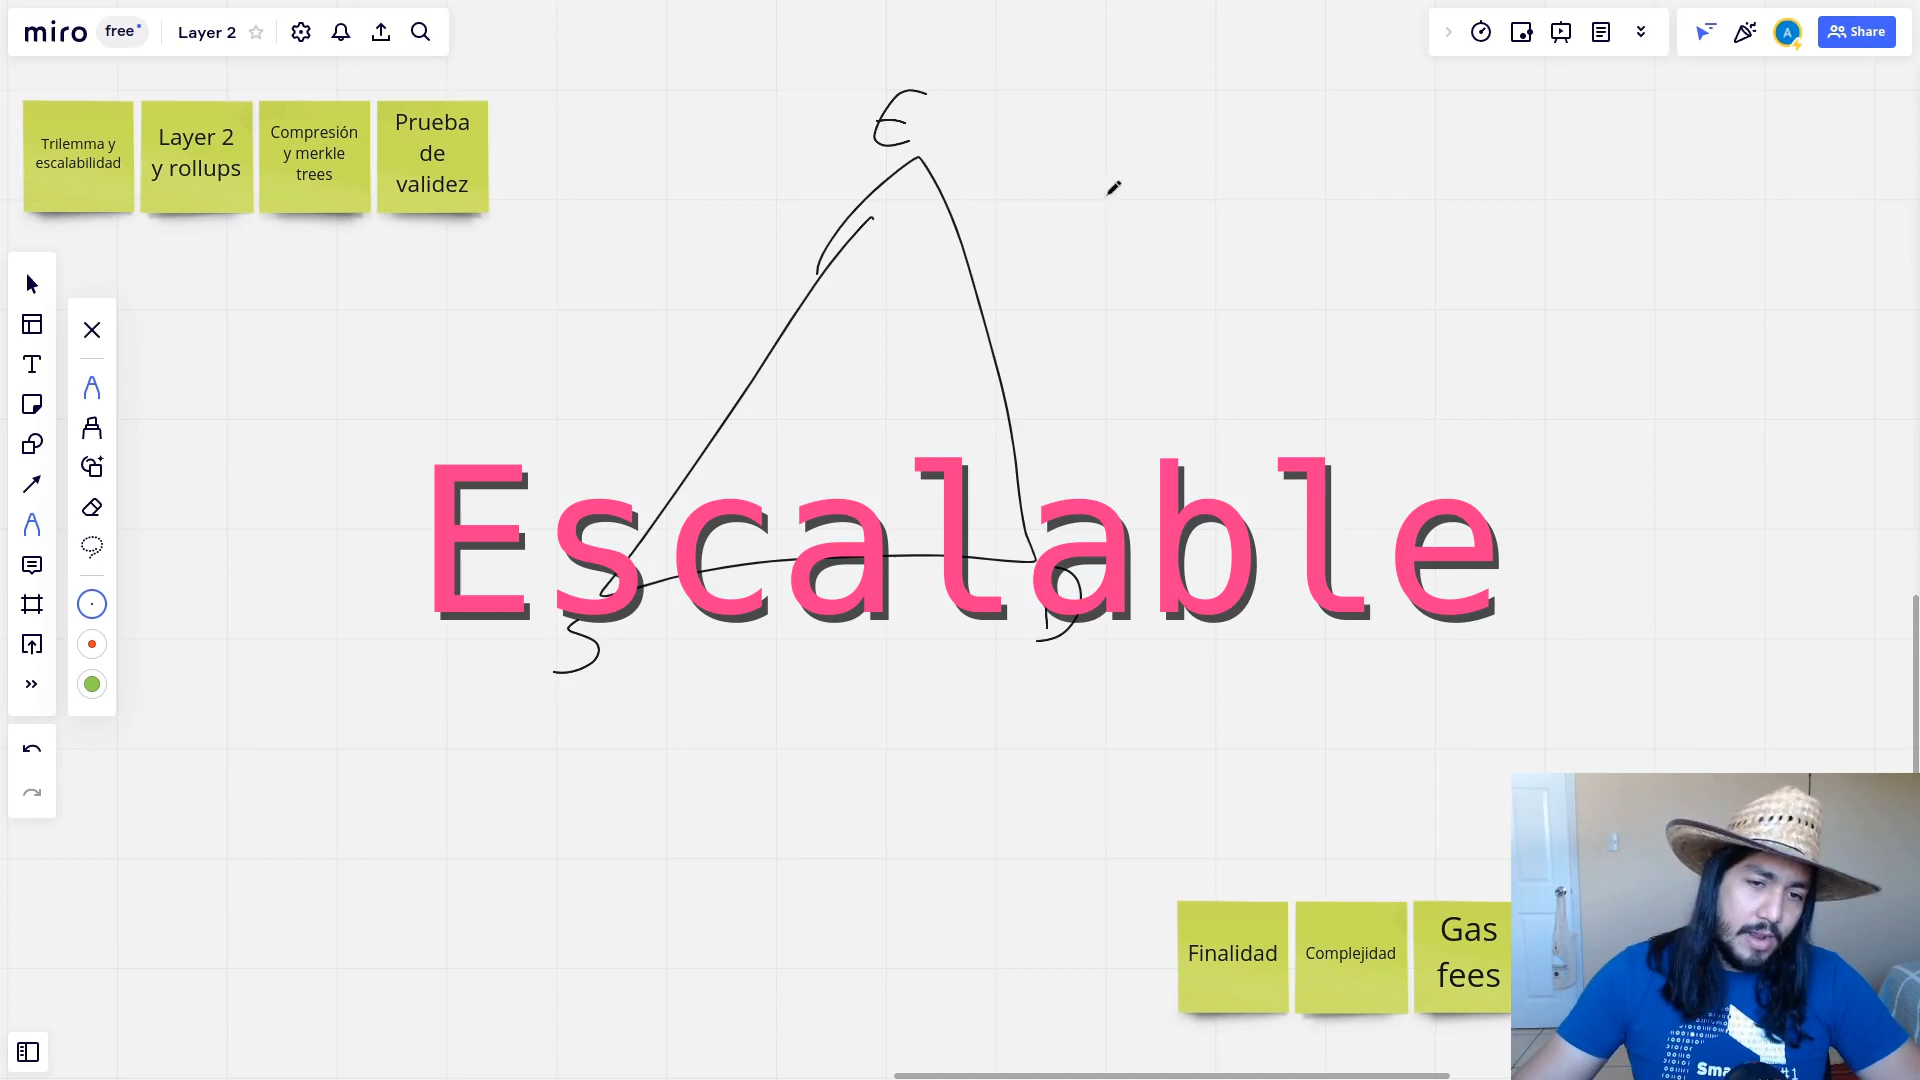 miro free Layer 2
Share
Trilemma y
escalabilidad
Layer 2
y rollups
Compresión
y merkle
trees
Prueba
de
validez
E
Escalable
S
D
Finalidad
Complejidad
Gas
fees
A